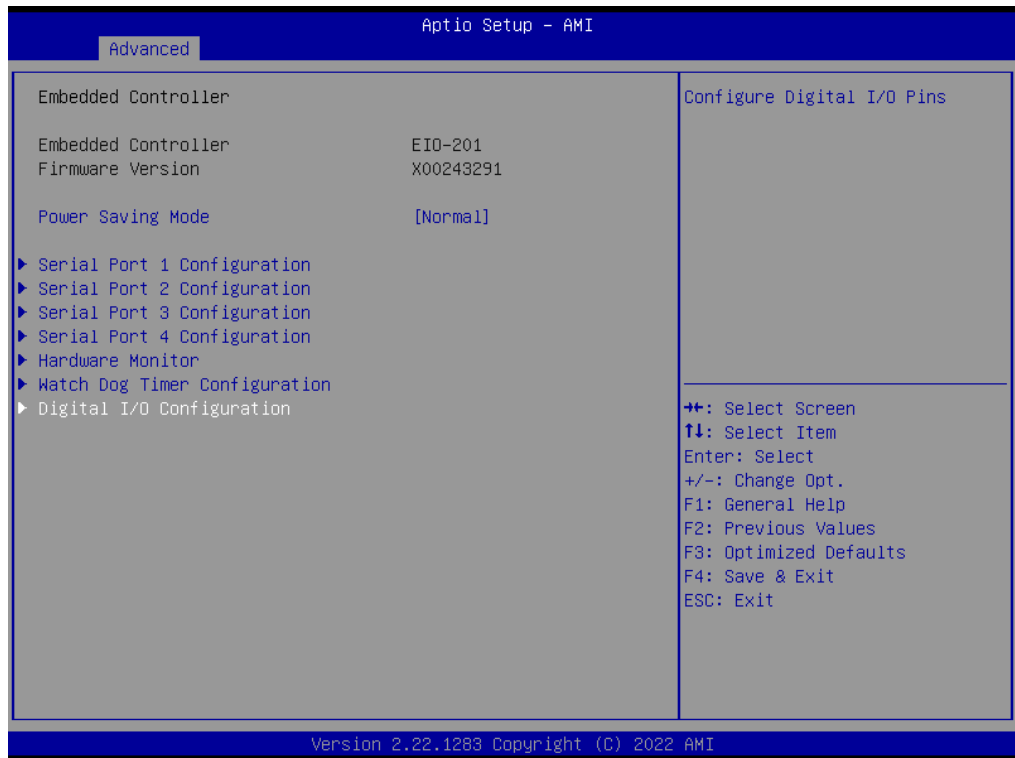 Aptio Setup – AMI
Advanced
Embedded Controller
Embedded Controller EIO-201
Firmware Version X00243291
Power Saving Mode [Normal]
Serial Port 1 Configuration
Serial Port 2 Configuration
Serial Port 3 Configuration
Serial Port 4 Configuration
Hardware Monitor
Watch Dog Timer Configuration
Digital I/O Configuration
Configure Digital I/O Pins
→←: Select Screen
↑↓: Select Item
Enter: Select
+/-: Change Opt.
F1: General Help
F2: Previous Values
F3: Optimized Defaults
F4: Save & Exit
ESC: Exit
Version 2.22.1283 Copyright (C) 2022 AMI